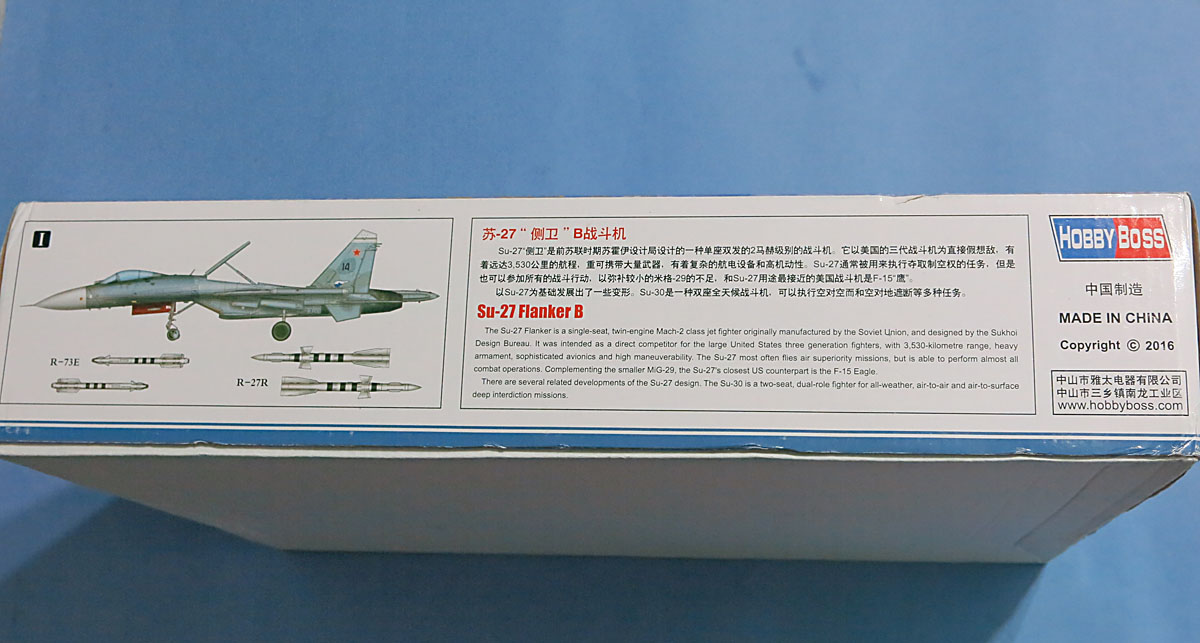 I
14
R-73E
R-27R
苏-27“侧卫”B战斗机
Su-27“侧卫”是前苏联时期苏霍伊设计局设计的一种单座双发的2马赫级别的战斗机。它以美国的三代战斗机为直接假想敌，有
着远达3,530公里的航程，重可携带大量武器，有着复杂的航电设备和高机动性。Su-27通常被用来执行夺取制空权的任务，但是
也可以参加所有的战斗行动，以弥补较小的米格-29的不足，和Su-27用途最接近的美国战斗机是F-15“鹰”。
以Su-27为基础发展出了一些变形。Su-30是一种双座全天候战斗机，可以执行空对空而和空对地遮断等多种任务。
Su-27 Flanker B
The Su-27 Flanker is a single-seat, twin-engine Mach-2 class jet fighter originally manufactured by the Soviet Union, and designed by the Sukhoi
Design Bureau. It was intended as a direct competitor for the large United States three generation fighters, with 3,530-kilometre range, heavy
armament, sophisticated avionics and high maneuverability. The Su-27 most often flies air superiority missions, but is able to perform almost all
combat operations. Complementing the smaller MiG-29, the Su-27's closest US counterpart is the F-15 Eagle.
There are several related developments of the Su-27 design. The Su-30 is a two-seat, dual-role fighter for all-weather, air-to-air and air-to-surface
deep interdiction missions.
HOBBY BOSS
中国制造
MADE IN CHINA
Copyright © 2016
中山市雅太电器有限公司
中山市三乡镇南龙工业区
www.hobbyboss.com